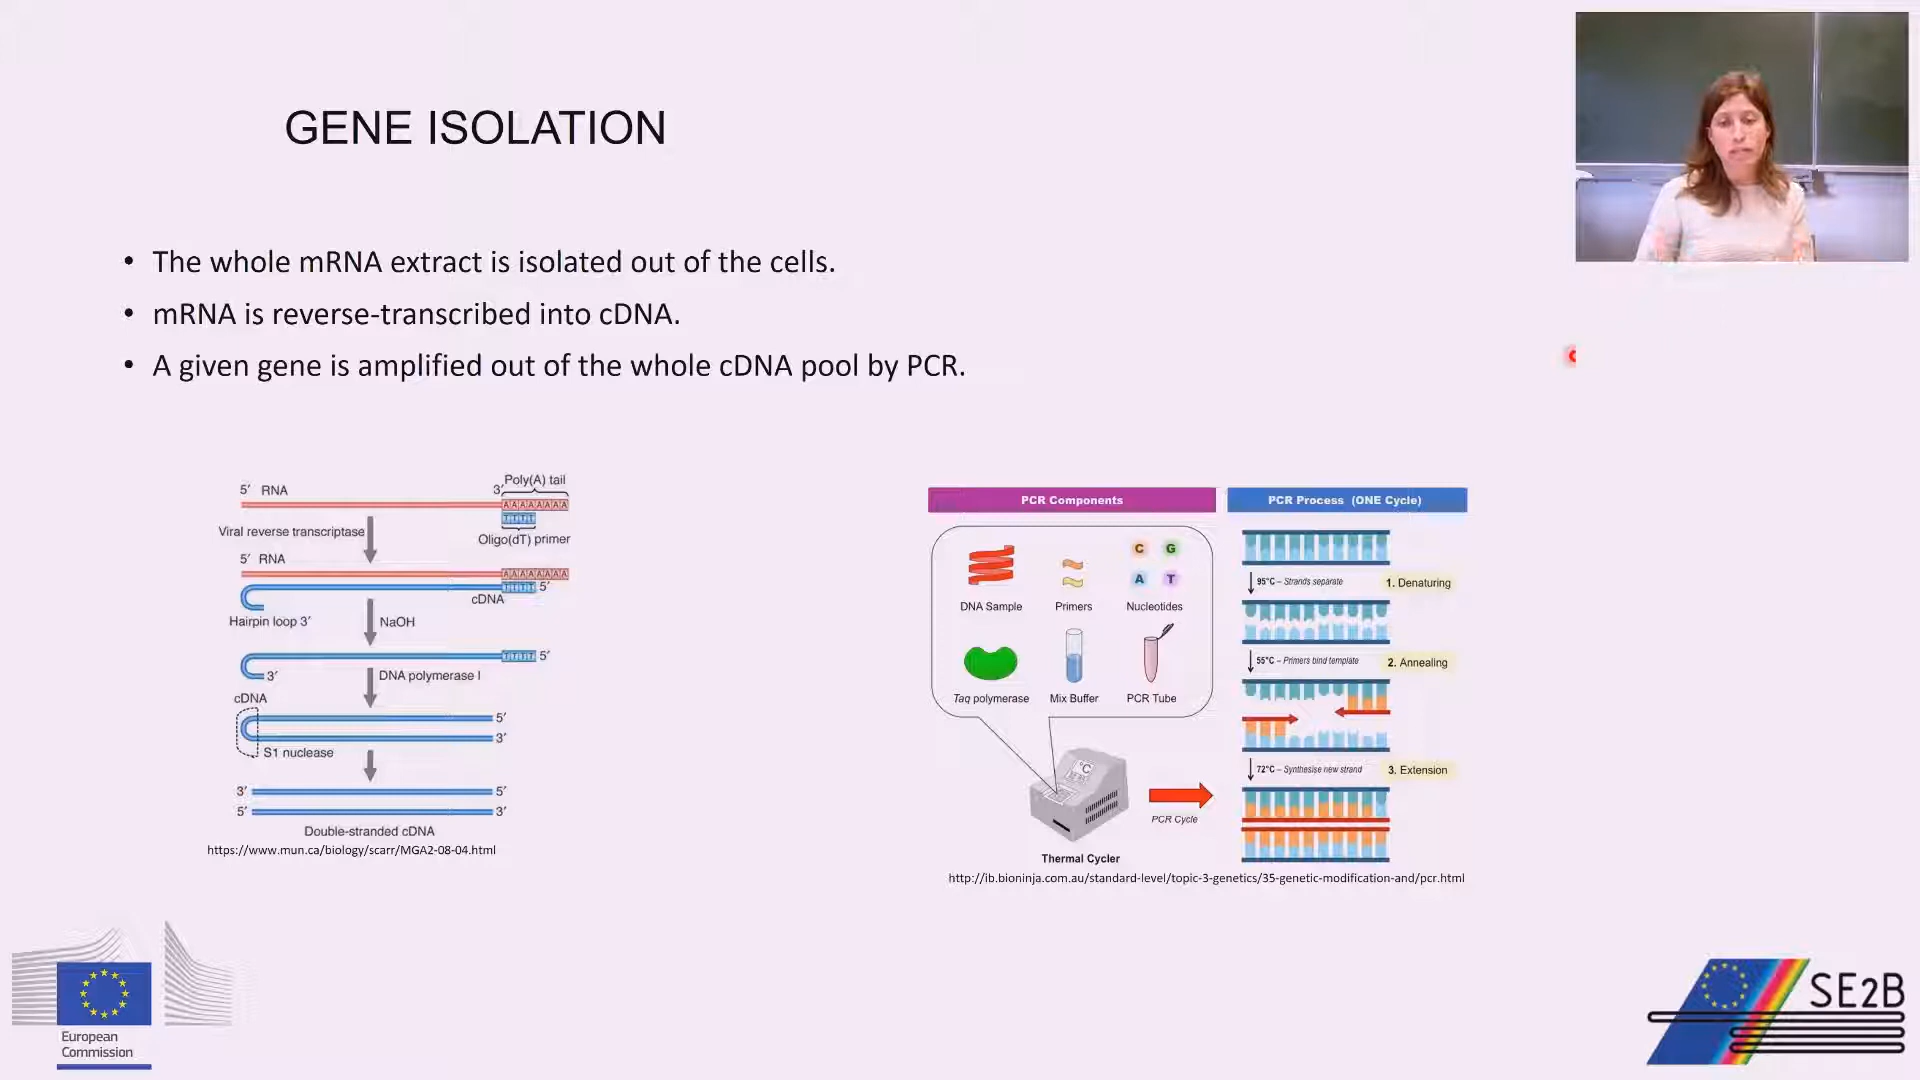 GENE ISOLATION
• The whole mRNA extract is isolated out of the cells.
• mRNA is reverse-transcribed into cDNA.
• A given gene is amplified out of the whole cDNA pool by PCR.
Poly(A) tail
5′ RNA 3′
AAAAAAAA
TTTT
Viral reverse transcriptase
Oligo(dT) primer
5′ RNA
AAAAAAAA
TTTT 5′
cDNA
Hairpin loop 3′
NaOH
TTTT 5′
3′
DNA polymerase I
cDNA
5′
3′
S1 nuclease
3′ 5′
5′ 3′
Double-stranded cDNA
https://www.mun.ca/biology/scarr/MGA2-08-04.html
PCR Components
C G
A T
DNA Sample Primers Nucleotides
Taq polymerase Mix Buffer PCR Tube
°C
PCR Cycle
Thermal Cycler
PCR Process (ONE Cycle)
95°C – Strands separate 1. Denaturing
55°C – Primers bind template 2. Annealing
72°C – Synthesise new strand 3. Extension
http://ib.bioninja.com.au/standard-level/topic-3-genetics/35-genetic-modification-and/pcr.html
European
Commission
SE2B